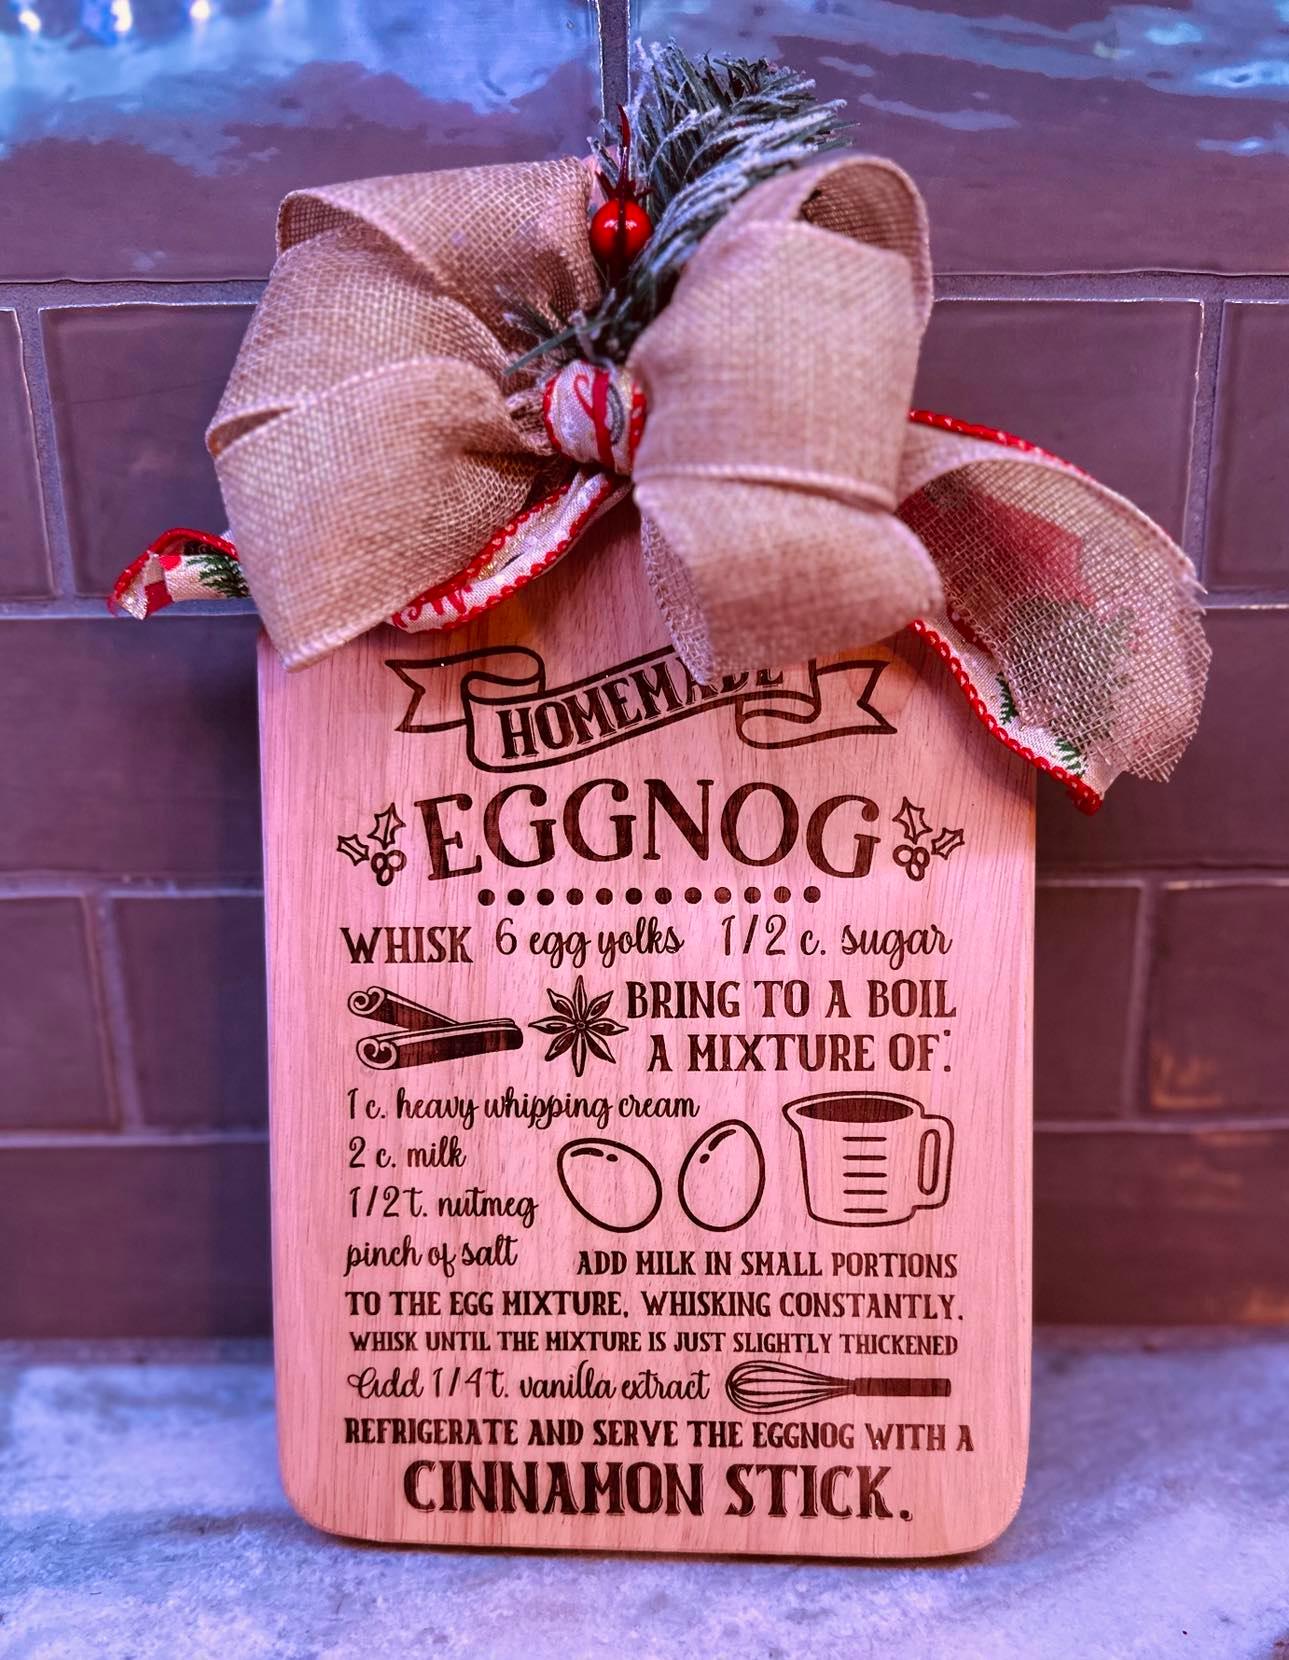 HOMEMADE
EGGNOG
WHISK 6 egg yolks 1/2 c. sugar
BRING TO A BOIL
A MIXTURE OF:
1 c. heavy whipping cream
2 c. milk
1/2 t. nutmeg
pinch of salt
ADD MILK IN SMALL PORTIONS
TO THE EGG MIXTURE, WHISKING CONSTANTLY.
WHISK UNTIL THE MIXTURE IS JUST SLIGHTLY THICKENED
Add 1/4 t. vanilla extract
REFRIGERATE AND SERVE THE EGGNOG WITH A
CINNAMON STICK.